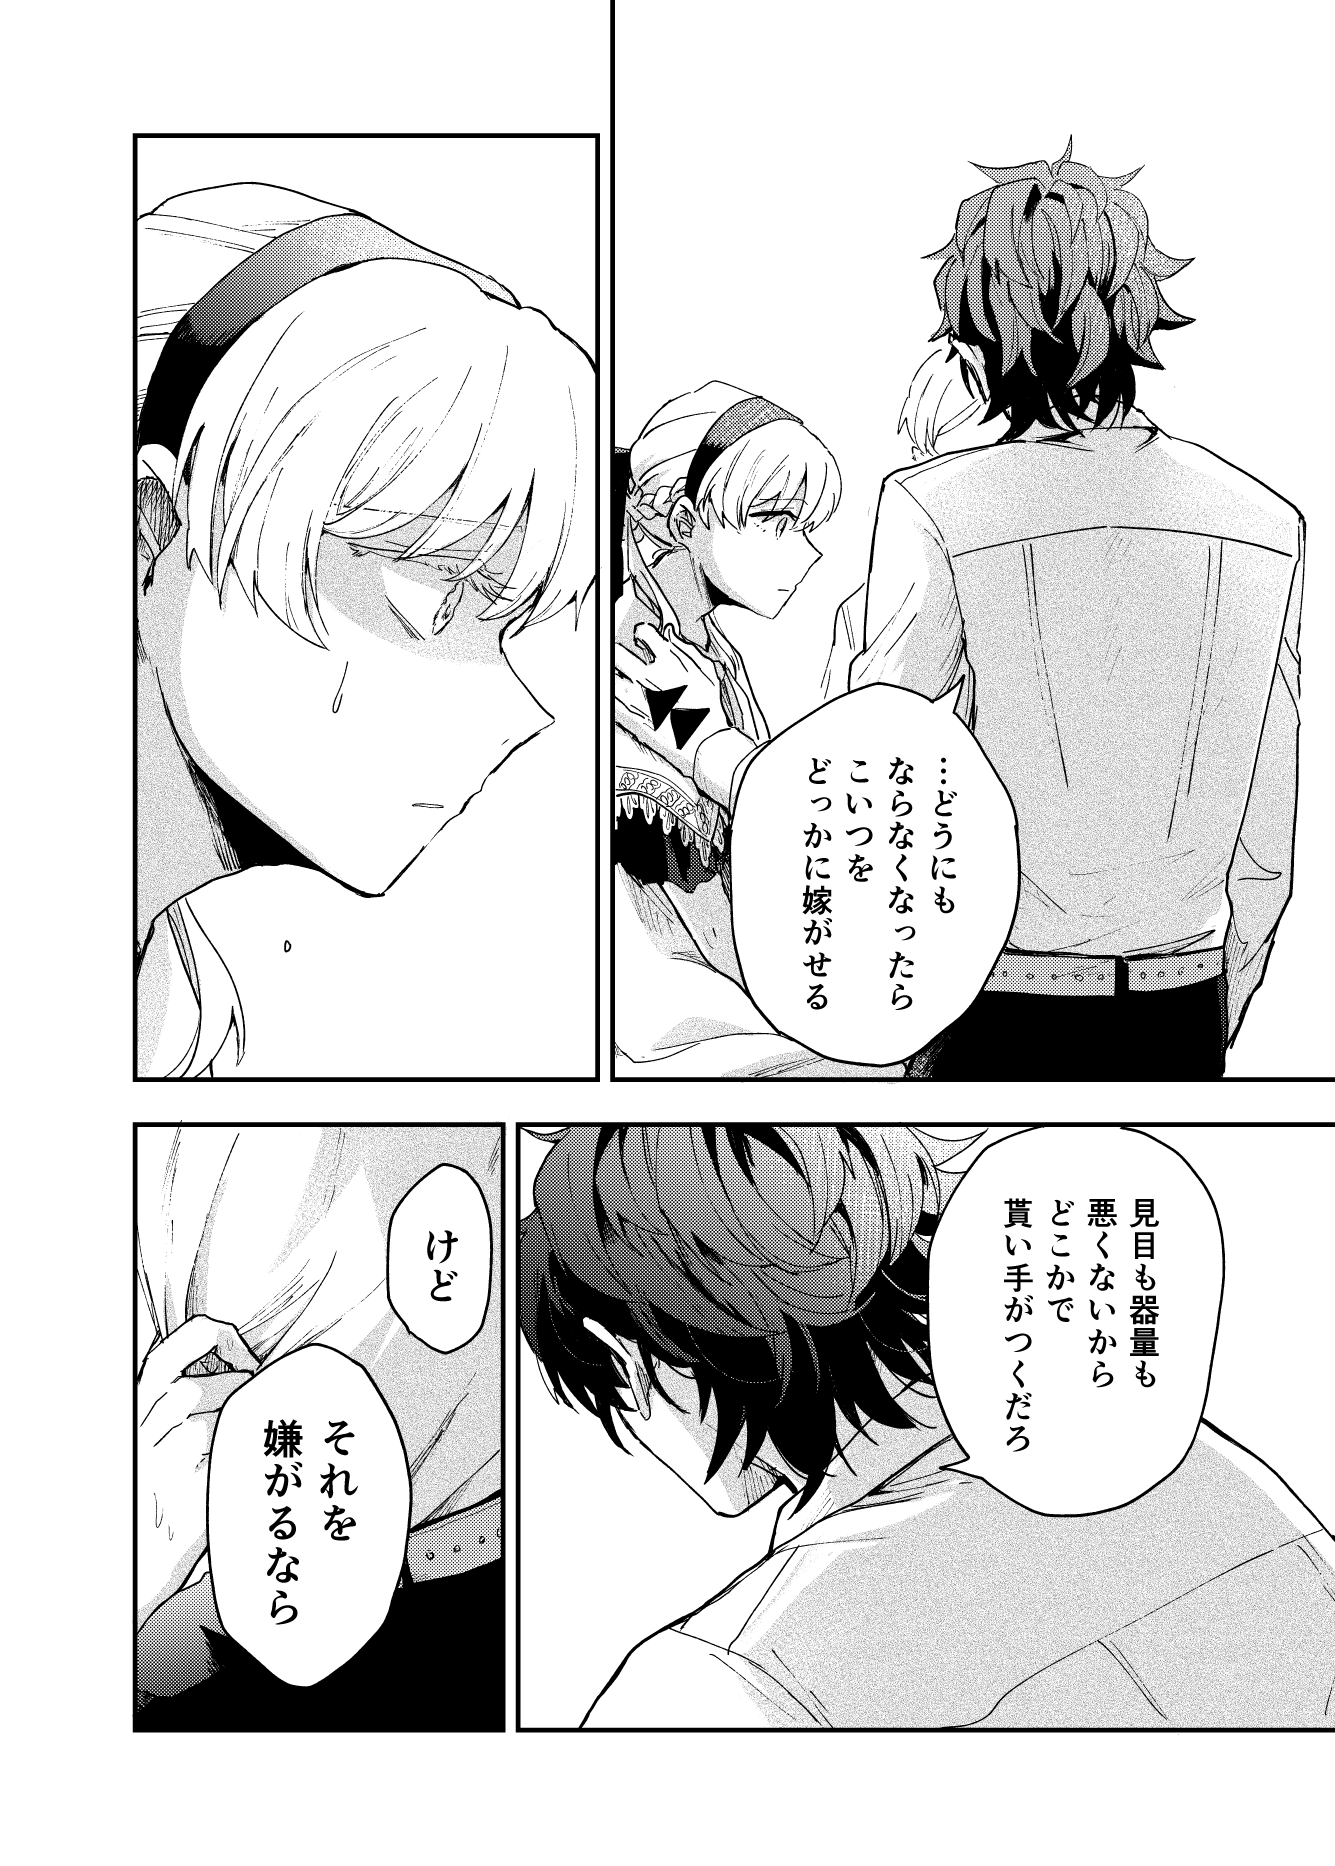 …どうにも
ならなくなったら
こいつを
どっかに嫁がせる
見目も器量も
悪くないから
どこかで
貰い手がつくだろ
けど
それを
嫌がるなら